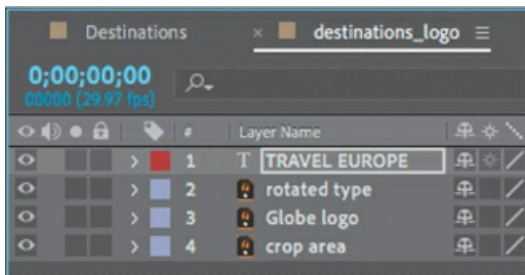 Destinations × destinations_logo
0;00;00;00
00000 (29.97 fps)
# Layer Name
1 T TRAVEL EUROPE
2 rotated type
3 Globe logo
4 crop area